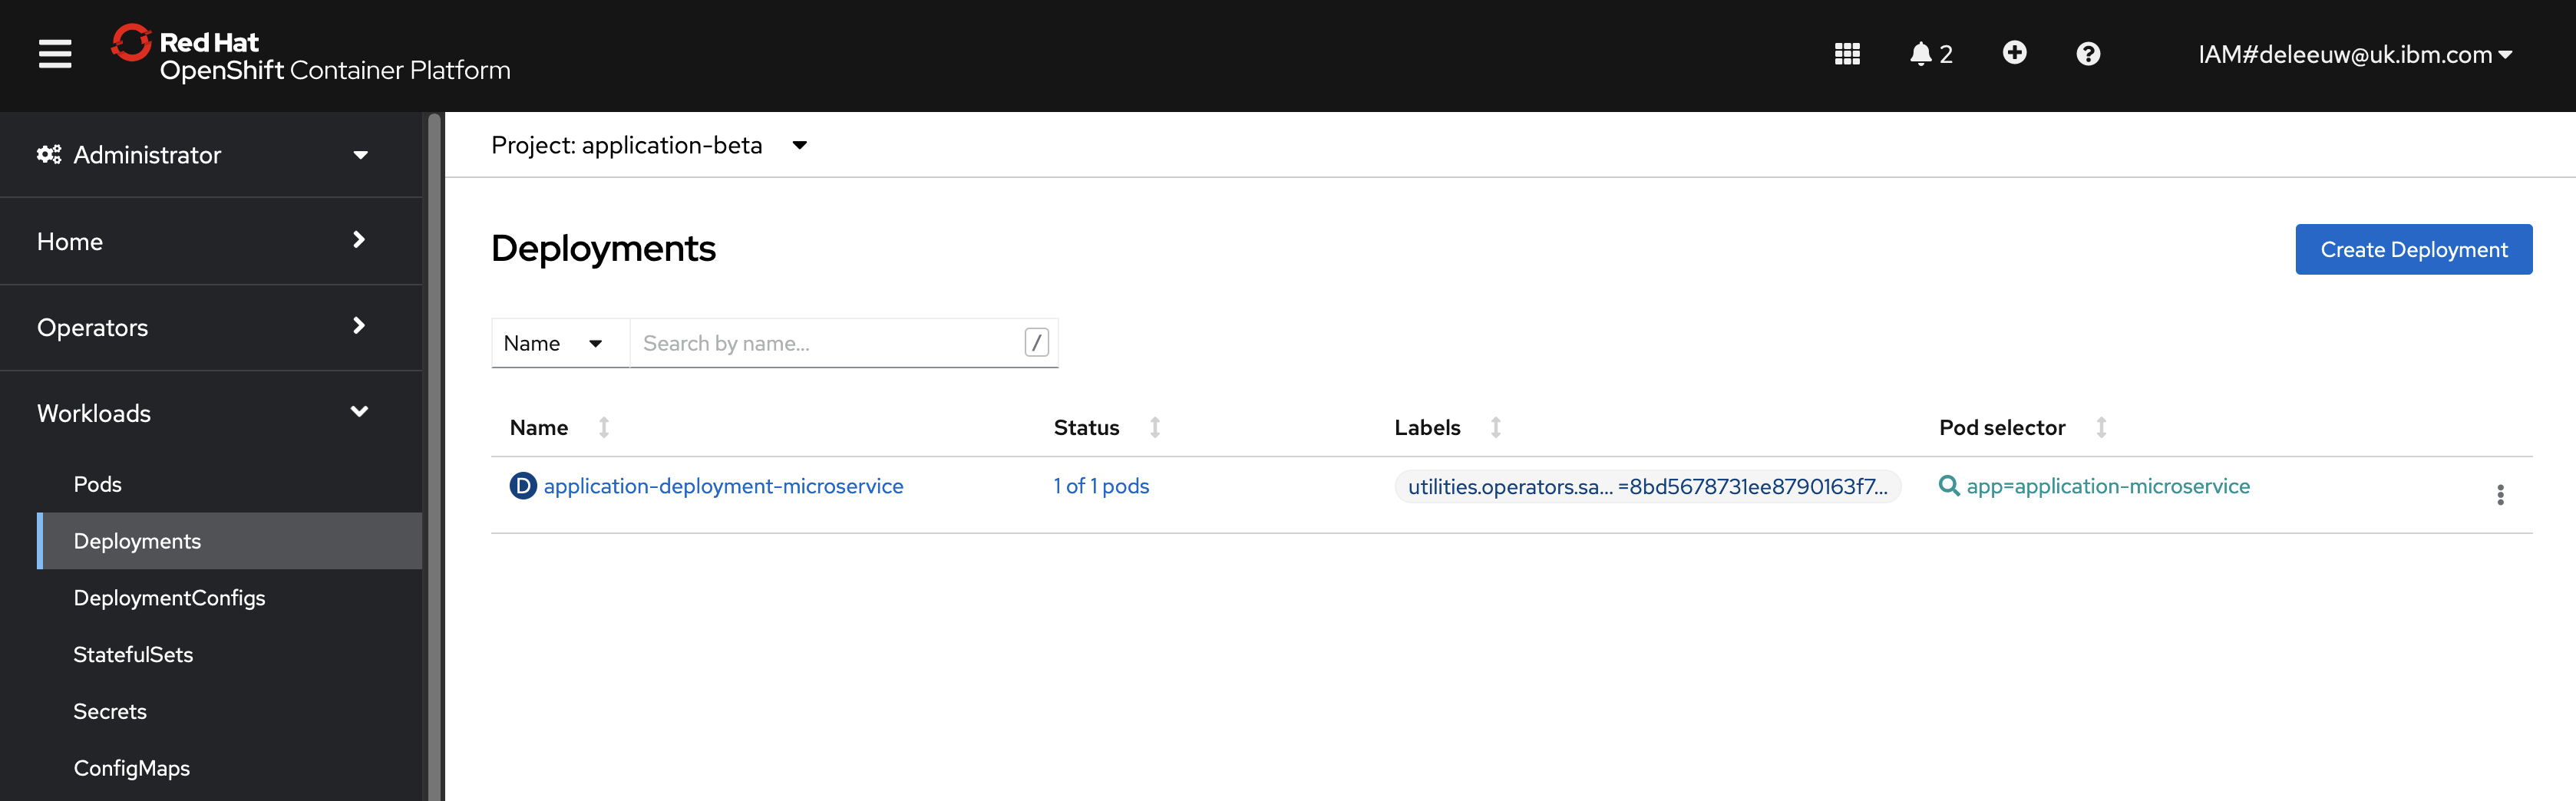 Red Hat
OpenShift Container Platform
2
IAM#deleeuw@uk.ibm.com
Administrator
Home
Operators
Workloads
Pods
Deployments
DeploymentConfigs
StatefulSets
Secrets
ConfigMaps
Project: application-beta
Deployments
Create Deployment
Name
Search by name...
/
Name
Status
Labels
Pod selector
D application-deployment-microservice
1 of 1 pods
utilities.operators.sa... =8bd5678731ee8790163f7...
app=application-microservice